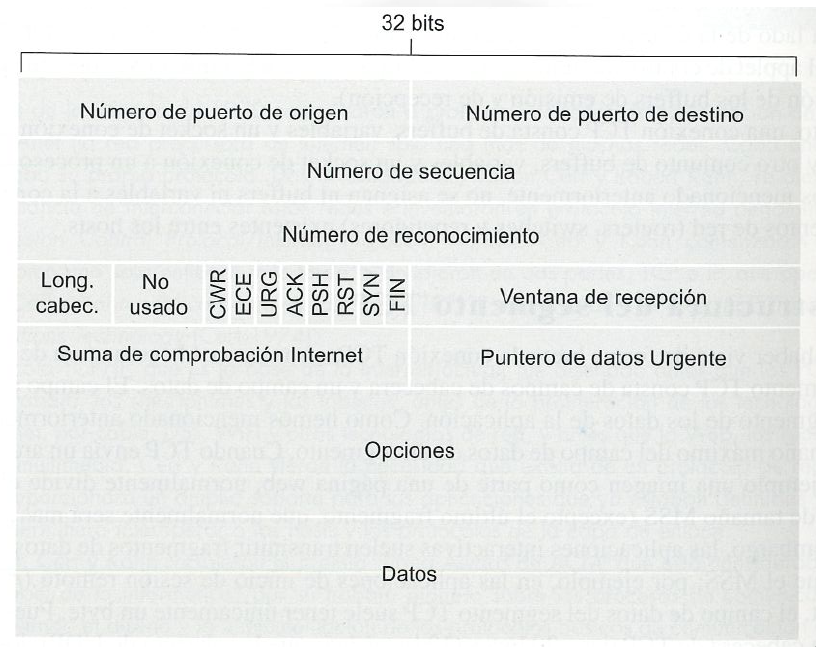 32 bits
Número de puerto de origen
Número de puerto de destino
Número de secuencia
Número de reconocimiento
Long.
cabec.
No
usado
CWR
ECE
URG
ACK
PSH
RST
SYN
FIN
Ventana de recepción
Suma de comprobación Internet
Puntero de datos Urgente
Opciones
Datos